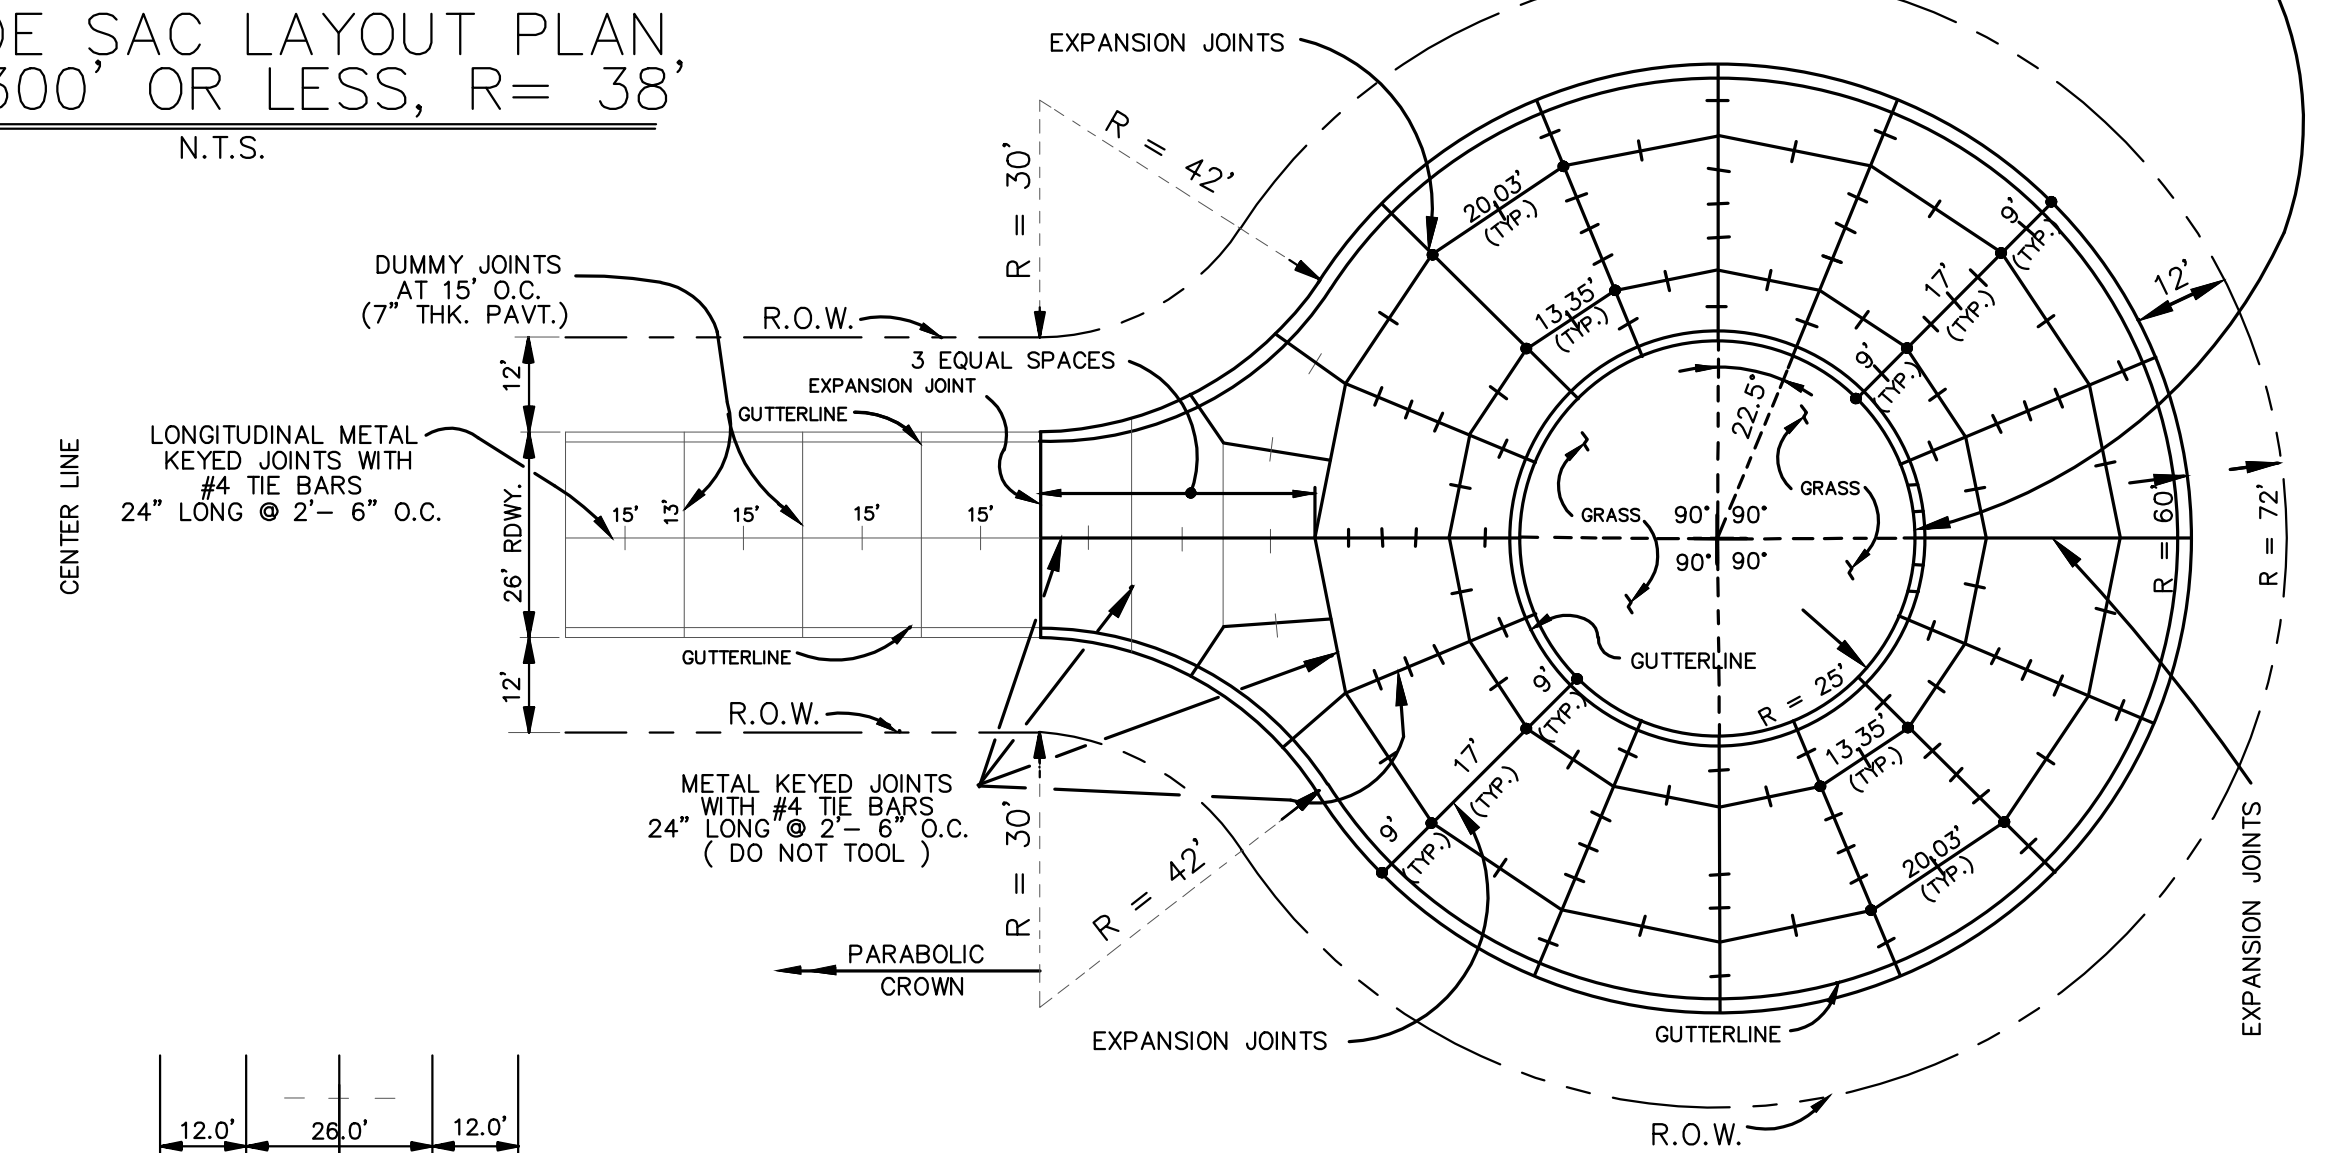 DE SAC LAYOUT PLAN,
300' OR LESS, R= 38'
N.T.S.
EXPANSION JOINTS
R = 30'
R = 42'
DUMMY JOINTS
AT 15' O.C.
(7" THK. PAVT.)
R.O.W.
3 EQUAL SPACES
EXPANSION JOINT
GUTTERLINE
12'
LONGITUDINAL METAL
KEYED JOINTS WITH
#4 TIE BARS
24" LONG @ 2'- 6" O.C.
CENTER LINE
26' RDWY.
15'
13'
15'
15'
15'
12'
GUTTERLINE
R.O.W.
METAL KEYED JOINTS
WITH #4 TIE BARS
24" LONG @ 2'- 6" O.C.
( DO NOT TOOL )
R = 30'
R = 42'
PARABOLIC
CROWN
EXPANSION JOINTS
20.03'
(TYP.)
13.35'
(TYP.)
9'
(TYP.)
17'
(TYP.)
9'
(TYP.)
12'
22.5°
GRASS
GRASS
90° 90°
90° 90°
R = 60'
R = 72'
GUTTERLINE
R = 25'
9'
(TYP.)
17'
(TYP.)
9'
(TYP.)
13.35'
(TYP.)
20.03'
(TYP.)
EXPANSION JOINTS
GUTTERLINE
R.O.W.
12.0'
26.0'
12.0'